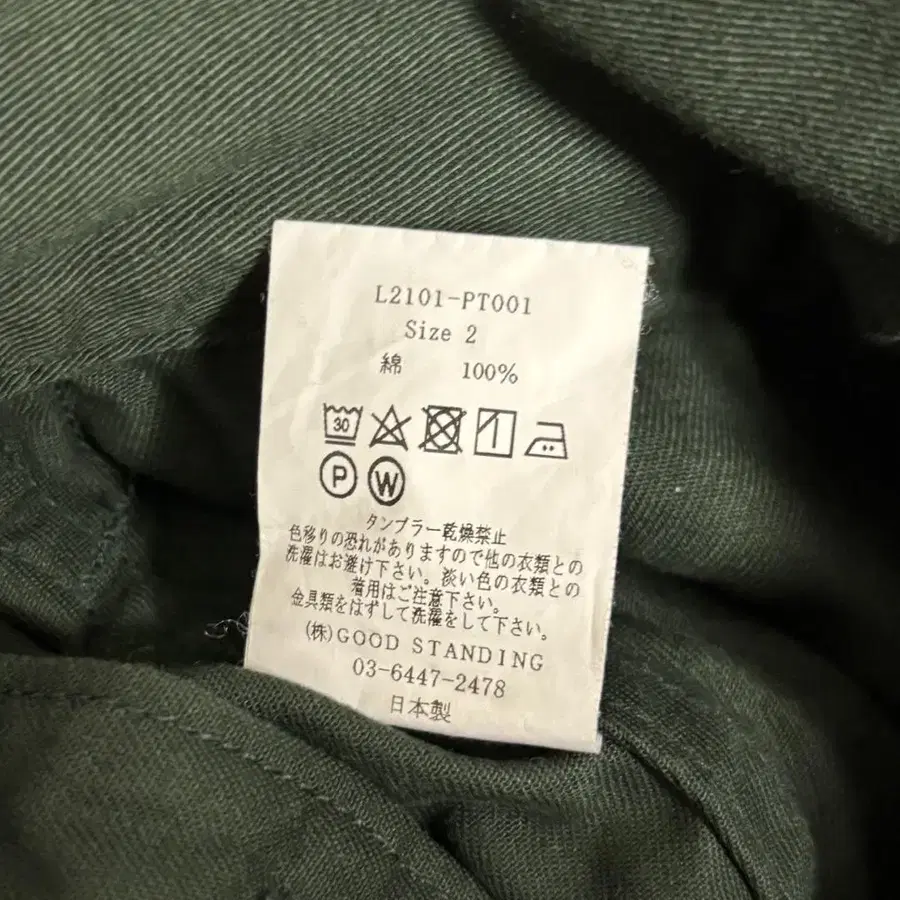 L2101-PT001
Size 2
綿 100%
30
P W
タンブラー乾燥禁止
色移りの恐れがありますので他の衣類との
洗濯はお避け下さい。淡い色の衣類との
着用はご注意下さい。
金具類をはずして洗濯をして下さい。
(株)GOOD STANDING
03-6447-2478
日本製